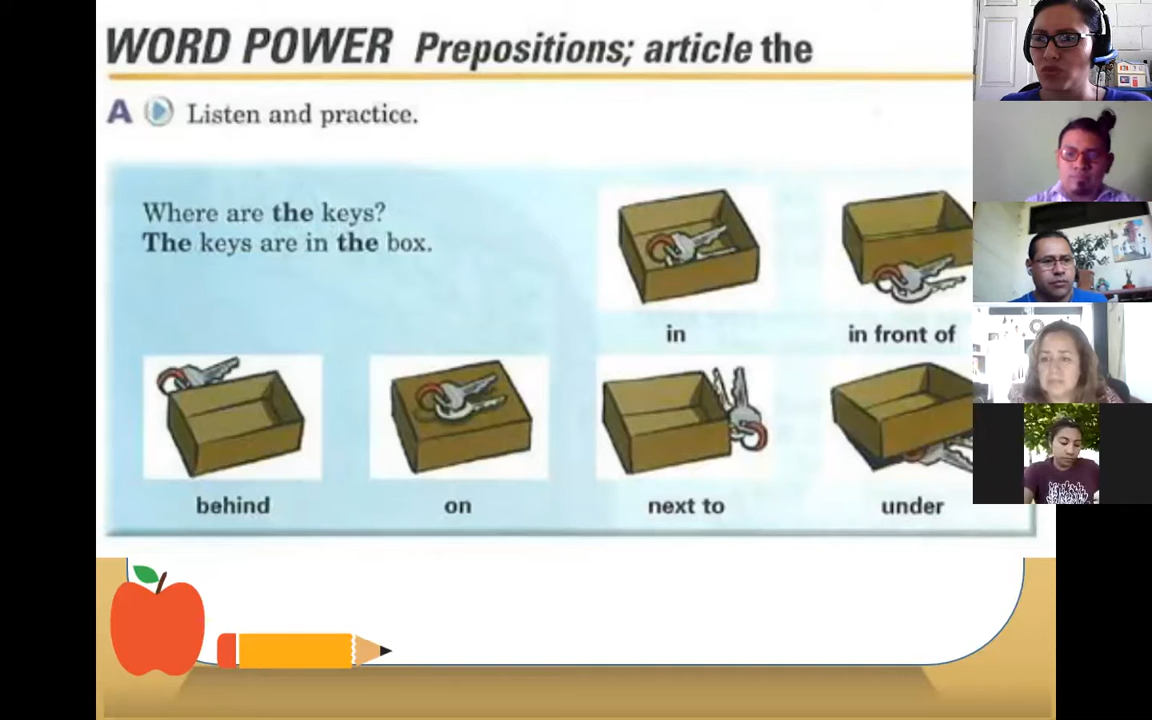 WORD POWER Prepositions; article the
A Listen and practice.
Where are the keys?
The keys are in the box.
in
in front of
behind
on
next to
under